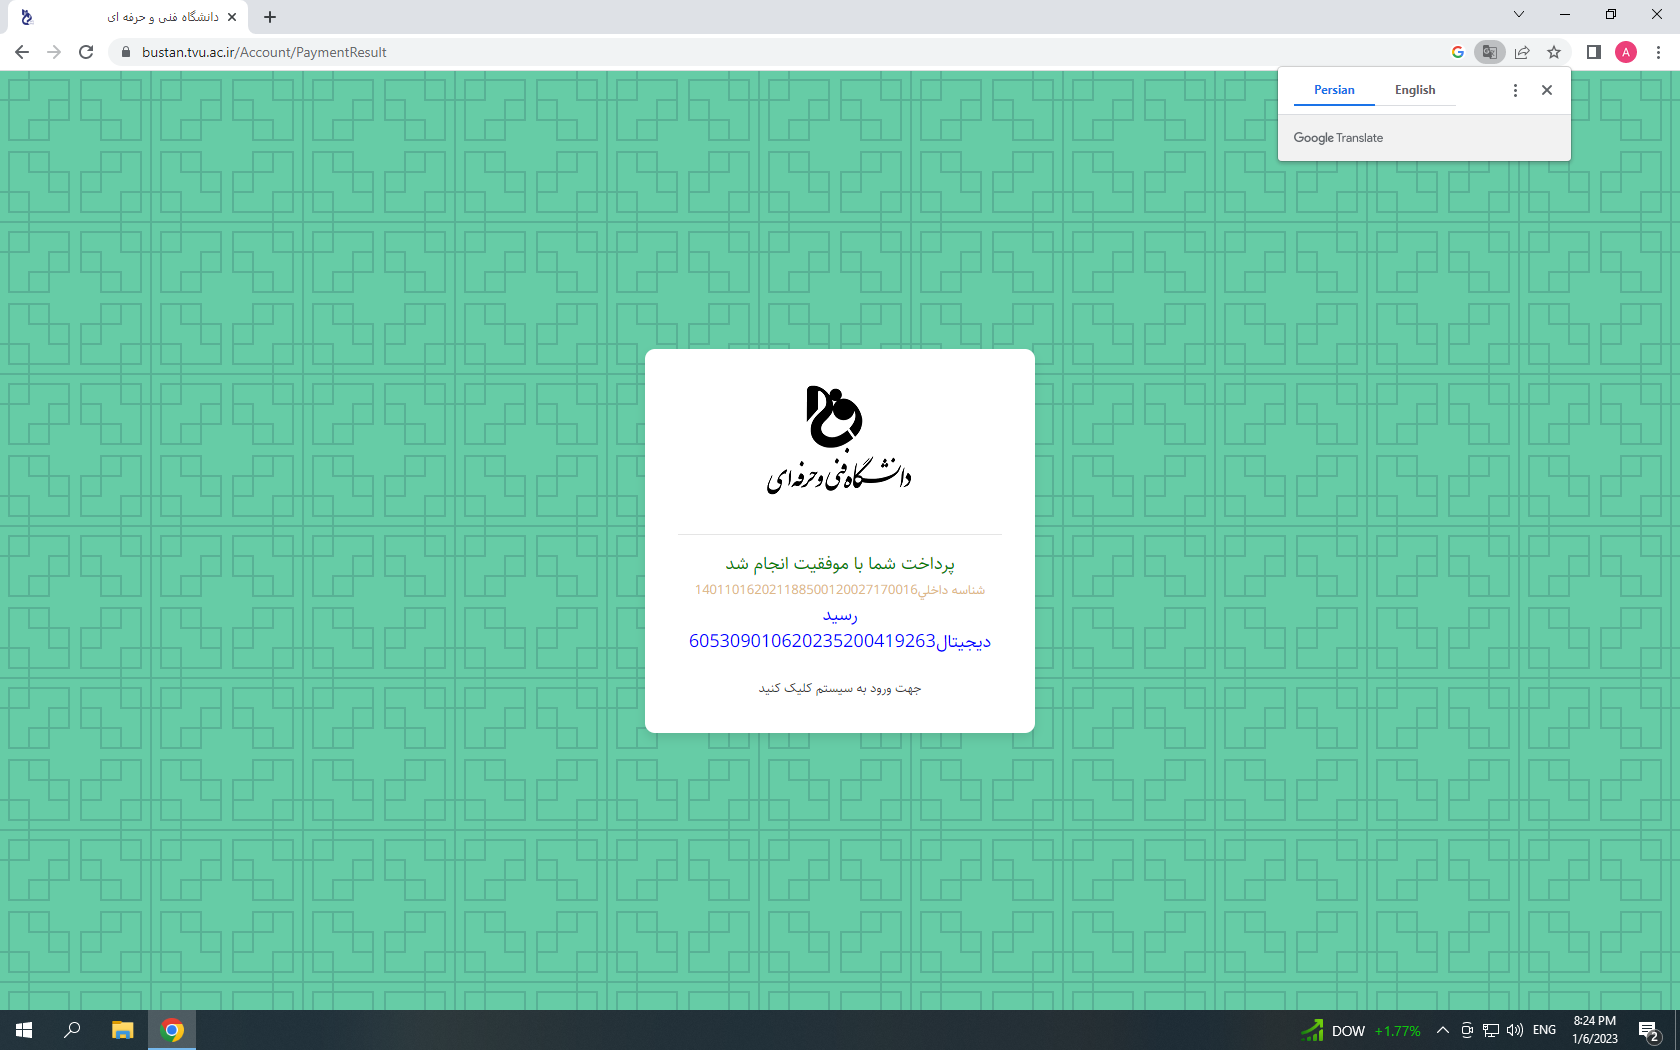 دانشگاه فنی و حرفه ای
bustan.tvu.ac.ir/Account/PaymentResult
A
Persian English
Google Translate
دانشگاه فنی و حرفه‌ای
پرداخت شما با موفقیت انجام شد
شناسه داخلي140110162021188500120027170016
رسید
دیجیتال605309010620235200419263
جهت ورود به سیستم کلیک کنید
DOW +1.77%
ENG
8:24 PM
1/6/2023
2